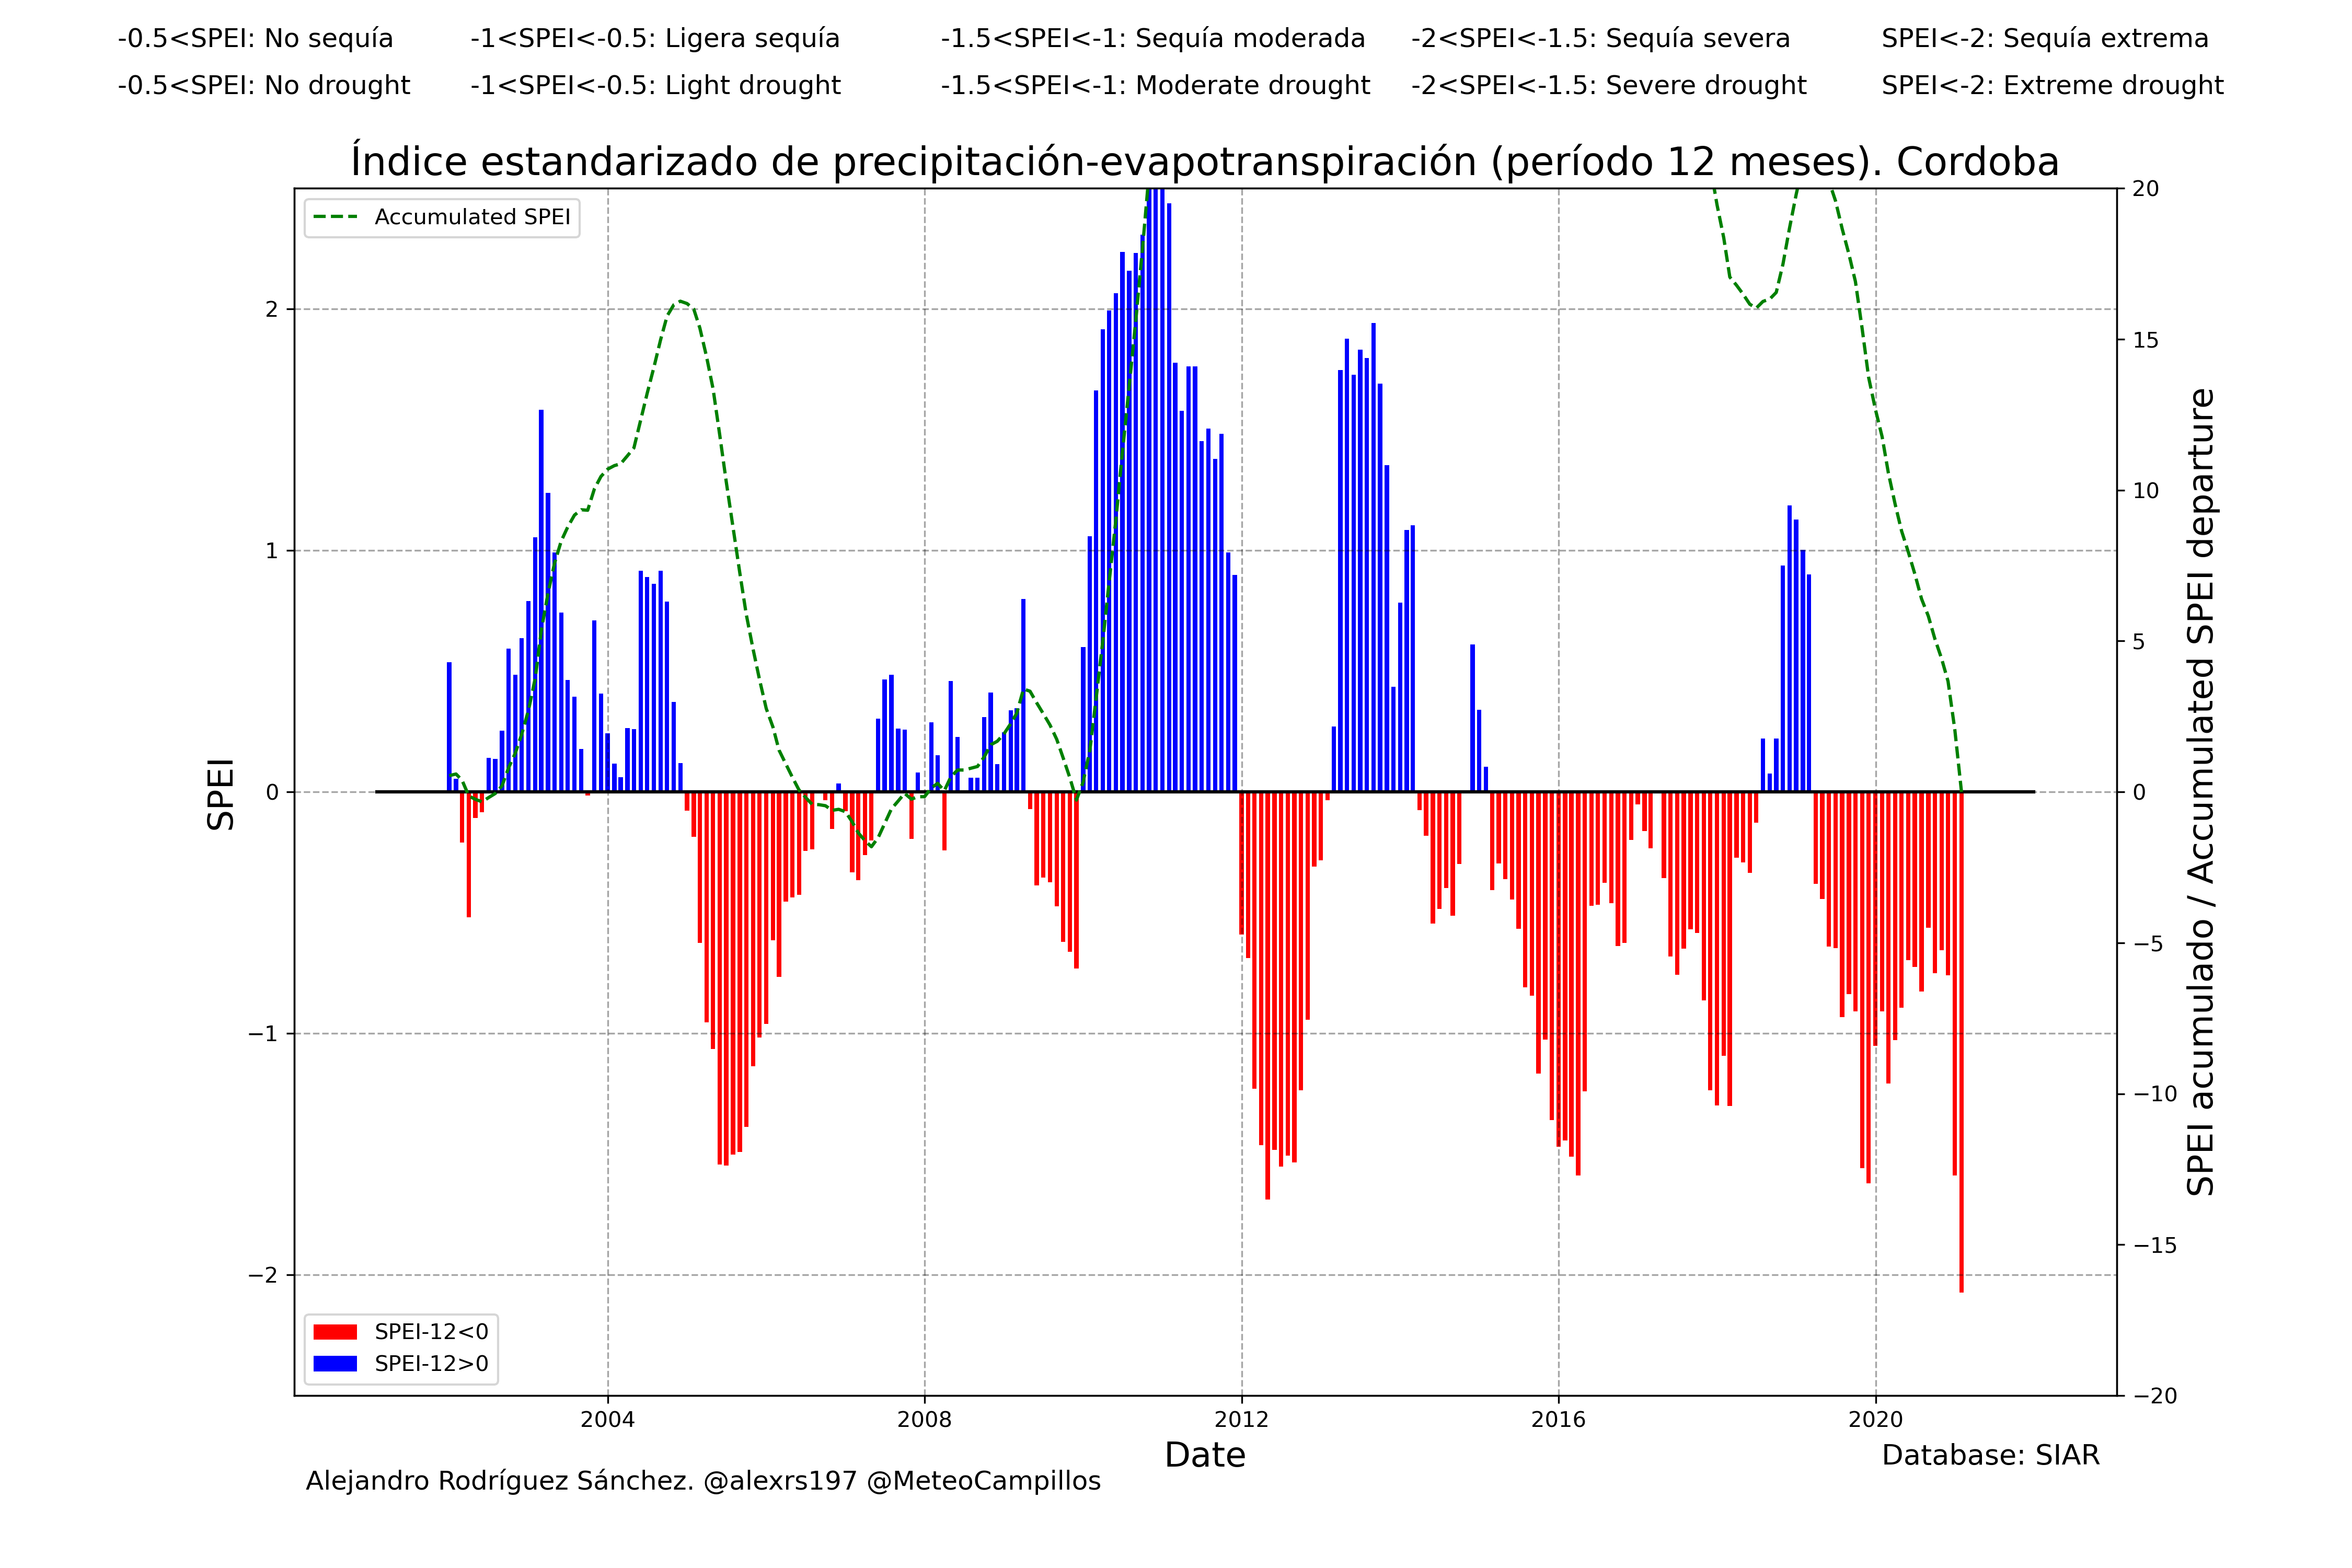 -0.5<SPEI: No sequía -1<SPEI<-0.5: Ligera sequía -1.5<SPEI<-1: Sequía moderada -2<SPEI<-1.5: Sequía severa SPEI<-2: Sequía extrema
-0.5<SPEI: No drought -1<SPEI<-0.5: Light drought -1.5<SPEI<-1: Moderate drought -2<SPEI<-1.5: Severe drought SPEI<-2: Extreme drought
Índice estandarizado de precipitación-evapotranspiración (período 12 meses). Cordoba
Accumulated SPEI
2
1
0
−1
−2
SPEI
20
15
10
5
0
−5
−10
−15
−20
SPEI acumulado / Accumulated SPEI departure
SPEI-12<0
SPEI-12>0
2004 2008 2012 2016 2020
Date
Database: SIAR
Alejandro Rodríguez Sánchez. @alexrs197 @MeteoCampillos